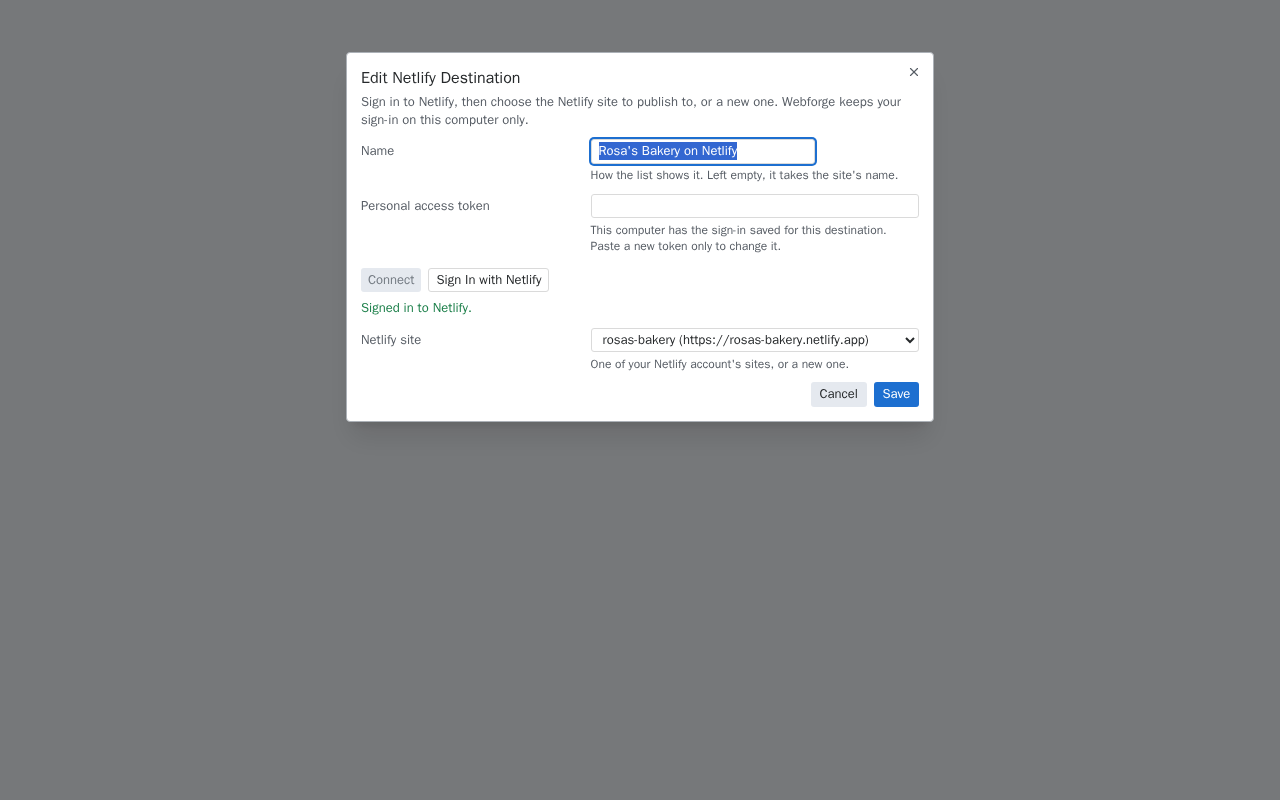 Edit Netlify Destination
×
Sign in to Netlify, then choose the Netlify site to publish to, or a new one. Webforge keeps your
sign-in on this computer only.
Name
Rosa's Bakery on Netlify
How the list shows it. Left empty, it takes the site's name.
Personal access token
This computer has the sign-in saved for this destination.
Paste a new token only to change it.
Connect
Sign In with Netlify
Signed in to Netlify.
Netlify site
rosas-bakery (https://rosas-bakery.netlify.app)
One of your Netlify account's sites, or a new one.
Cancel
Save